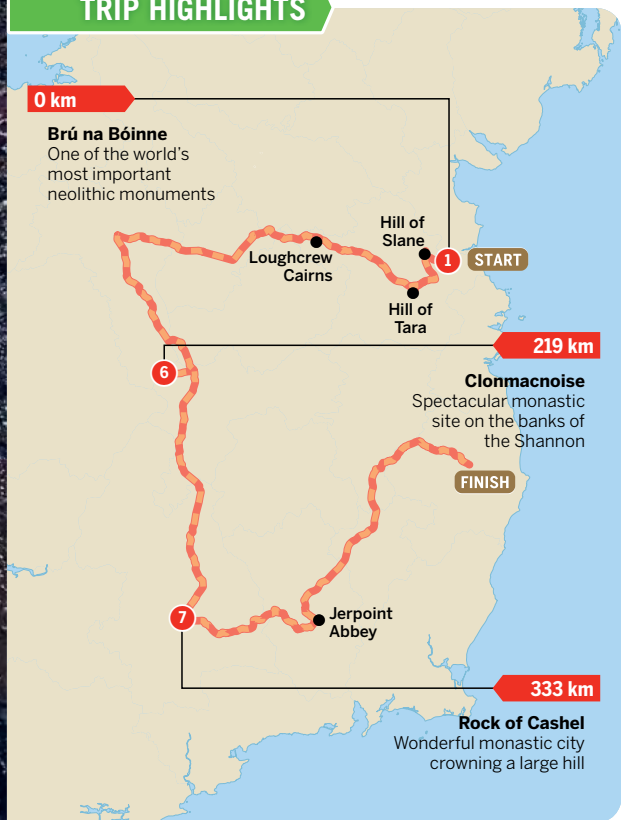 TRIP HIGHLIGHTS
0 km
Brú na Bóinne
One of the world's
most important
neolithic monuments
Hill of
Slane
1
START
Loughcrew
Cairns
Hill of
Tara
219 km
6
Clonmacnoise
Spectacular monastic
site on the banks of
the Shannon
FINISH
7
Jerpoint
Abbey
333 km
Rock of Cashel
Wonderful monastic city
crowning a large hill